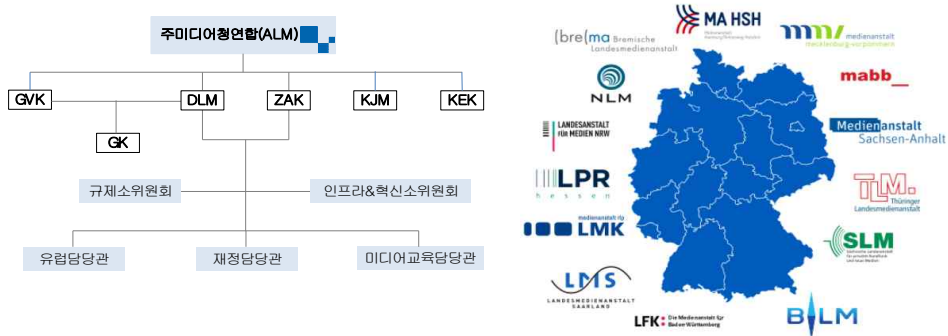 주미디어청연합(ALM)
GVK
DLM
ZAK
KJM
KEK
GK
규제소위원회
인프라&혁신소위원회
유럽담당관
재정담당관
미디어교육담당관
MA HSH
Medienanstalt
Hamburg/Schleswig-Holstein
(bre(ma Bremische
Landesmedienanstalt
medienanstalt
mecklenburg-vorpommern
NLM
mabb
LANDESANSTALT
FÜR MEDIEN NRW
Medienanstalt
Sachsen-Anhalt
LPR
hessen
TLM.
Thüringer
Landesmedienanstalt
medienanstalt rlp
LMK
SLM
LMS
LANDESMEDIENANSTALT
SAARLAND
LFK: Die Medienanstalt für
Baden-Württemberg
BLM